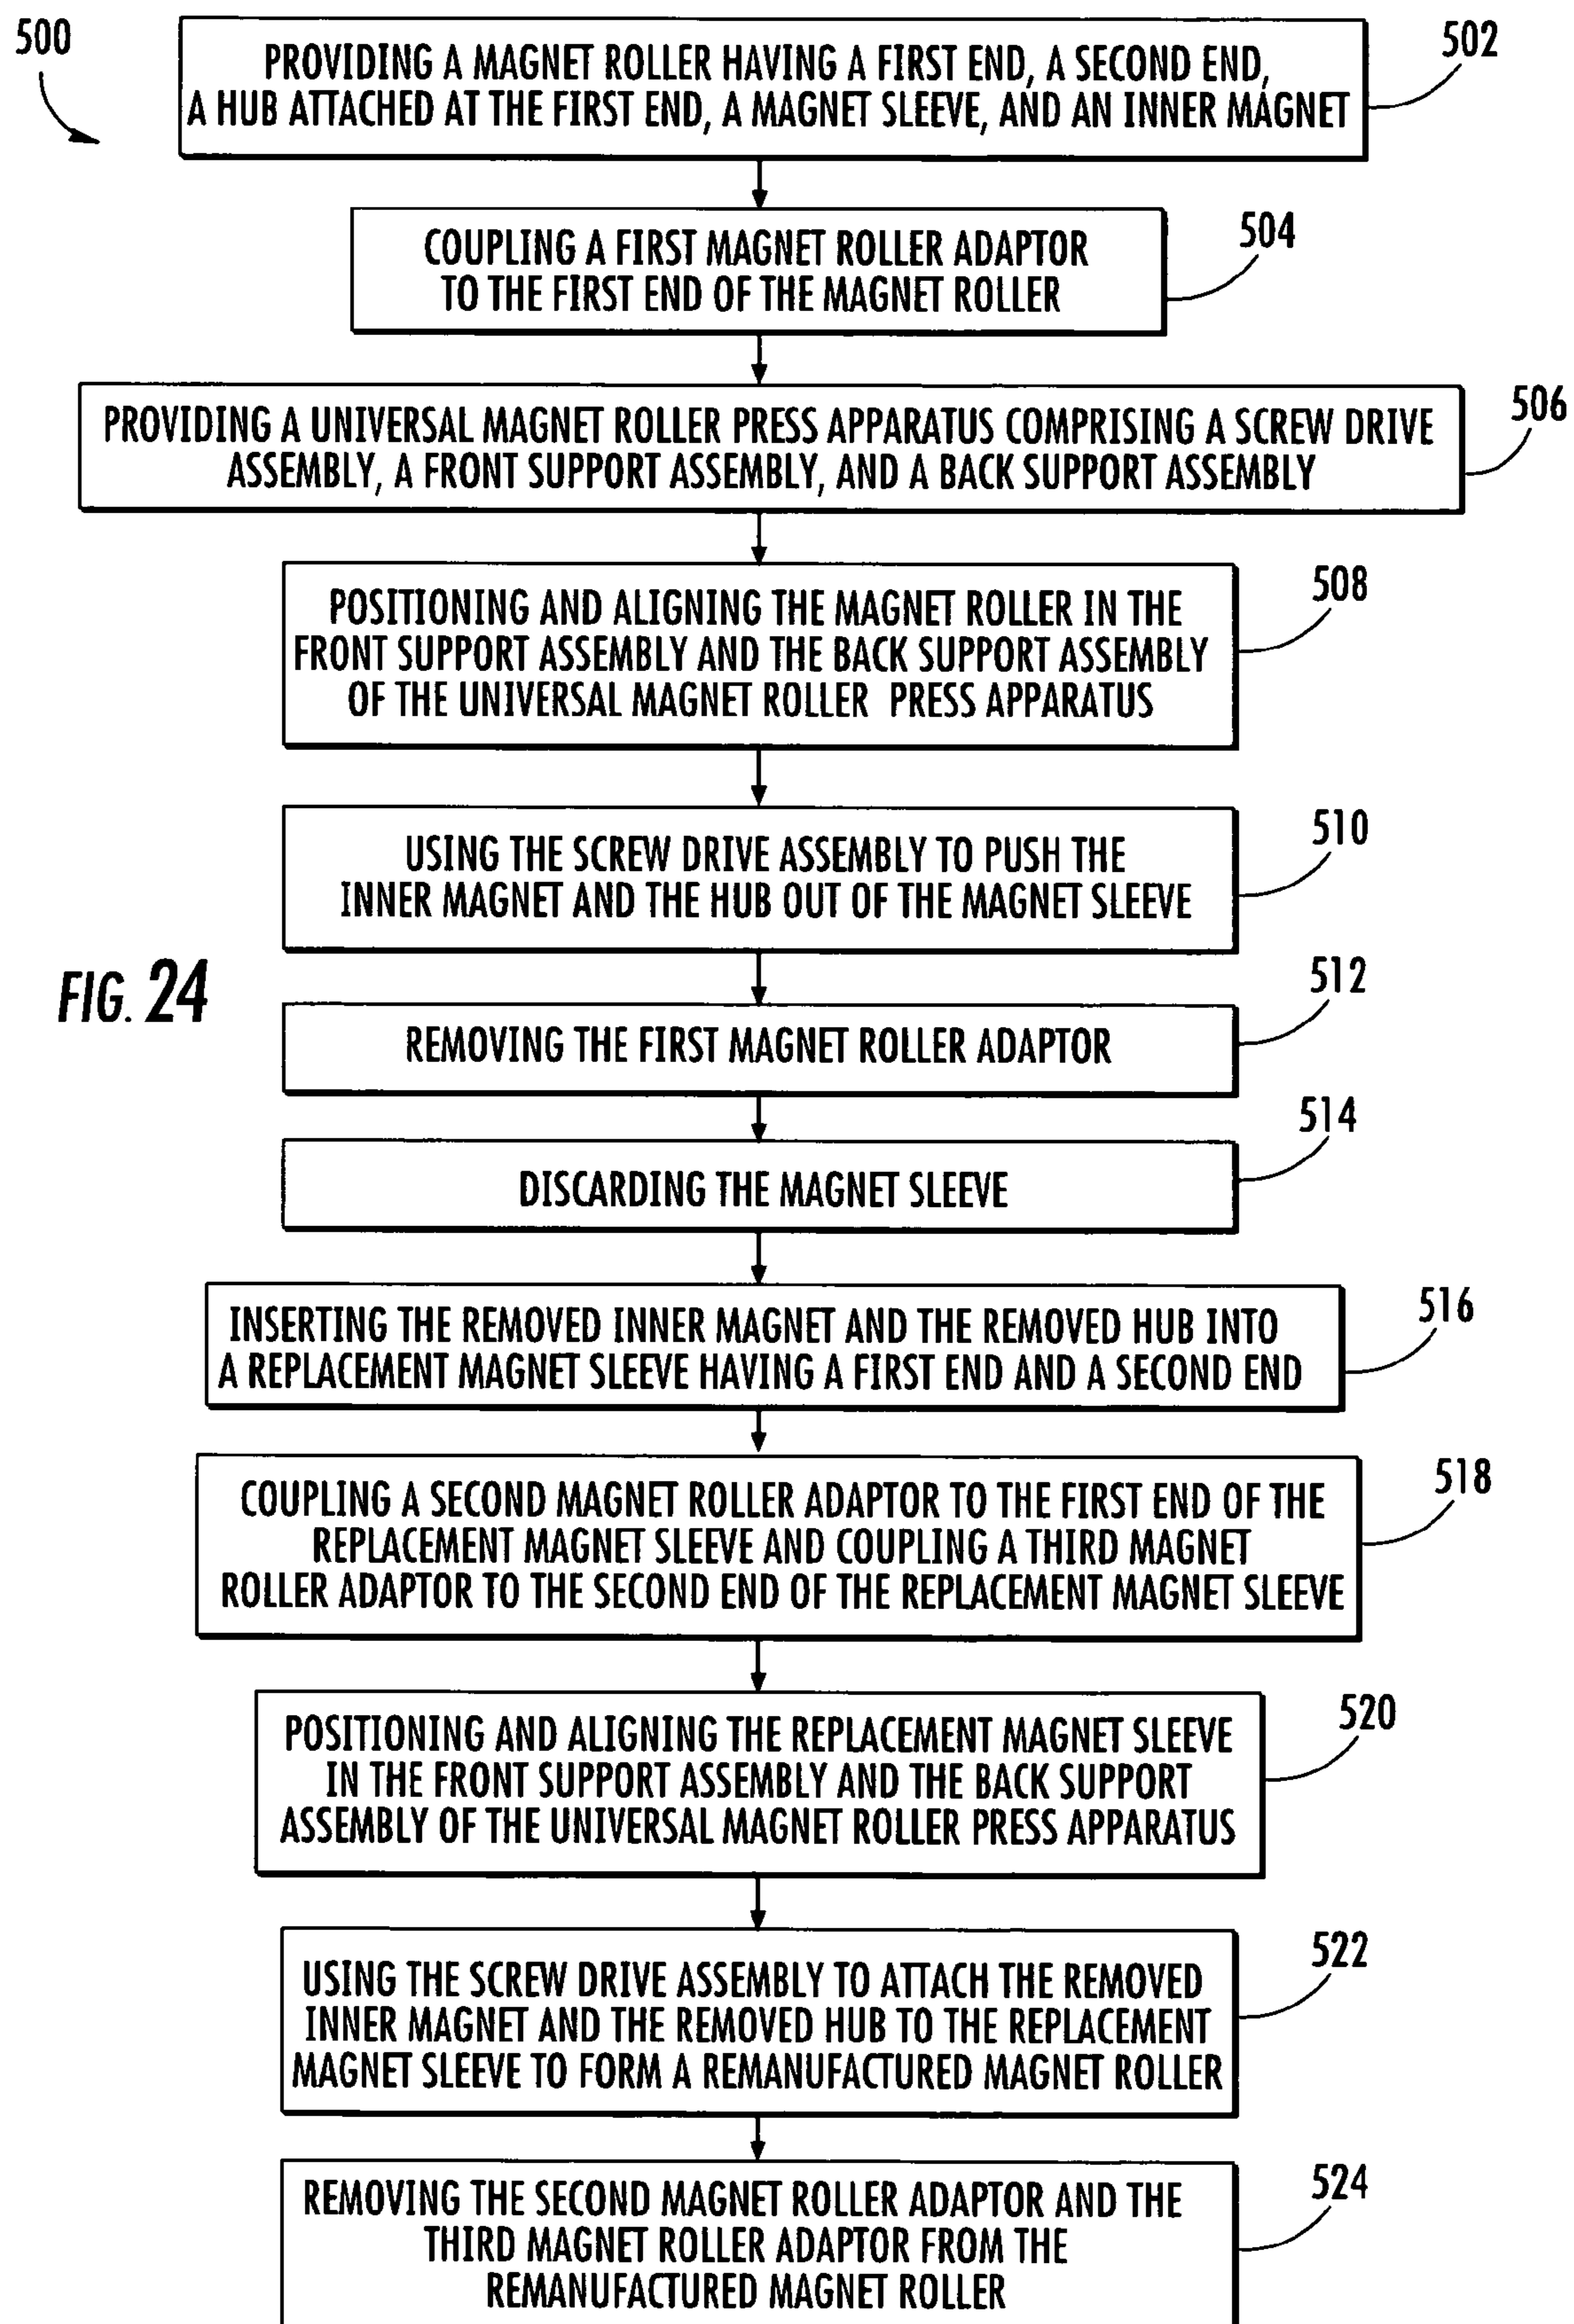 500
PROVIDING A MAGNET ROLLER HAVING A FIRST END, A SECOND END,
A HUB ATTACHED AT THE FIRST END, A MAGNET SLEEVE, AND AN INNER MAGNET
502
COUPLING A FIRST MAGNET ROLLER ADAPTOR
TO THE FIRST END OF THE MAGNET ROLLER
504
PROVIDING A UNIVERSAL MAGNET ROLLER PRESS APPARATUS COMPRISING A SCREW DRIVE
ASSEMBLY, A FRONT SUPPORT ASSEMBLY, AND A BACK SUPPORT ASSEMBLY
506
POSITIONING AND ALIGNING THE MAGNET ROLLER IN THE
FRONT SUPPORT ASSEMBLY AND THE BACK SUPPORT ASSEMBLY
OF THE UNIVERSAL MAGNET ROLLER PRESS APPARATUS
508
USING THE SCREW DRIVE ASSEMBLY TO PUSH THE
INNER MAGNET AND THE HUB OUT OF THE MAGNET SLEEVE
510
FIG. 24
REMOVING THE FIRST MAGNET ROLLER ADAPTOR
512
DISCARDING THE MAGNET SLEEVE
514
INSERTING THE REMOVED INNER MAGNET AND THE REMOVED HUB INTO
A REPLACEMENT MAGNET SLEEVE HAVING A FIRST END AND A SECOND END
516
COUPLING A SECOND MAGNET ROLLER ADAPTOR TO THE FIRST END OF THE
REPLACEMENT MAGNET SLEEVE AND COUPLING A THIRD MAGNET
ROLLER ADAPTOR TO THE SECOND END OF THE REPLACEMENT MAGNET SLEEVE
518
POSITIONING AND ALIGNING THE REPLACEMENT MAGNET SLEEVE
IN THE FRONT SUPPORT ASSEMBLY AND THE BACK SUPPORT
ASSEMBLY OF THE UNIVERSAL MAGNET ROLLER PRESS APPARATUS
520
USING THE SCREW DRIVE ASSEMBLY TO ATTACH THE REMOVED
INNER MAGNET AND THE REMOVED HUB TO THE REPLACEMENT
MAGNET SLEEVE TO FORM A REMANUFACTURED MAGNET ROLLER
522
REMOVING THE SECOND MAGNET ROLLER ADAPTOR AND THE
THIRD MAGNET ROLLER ADAPTOR FROM THE
REMANUFACTURED MAGNET ROLLER
524